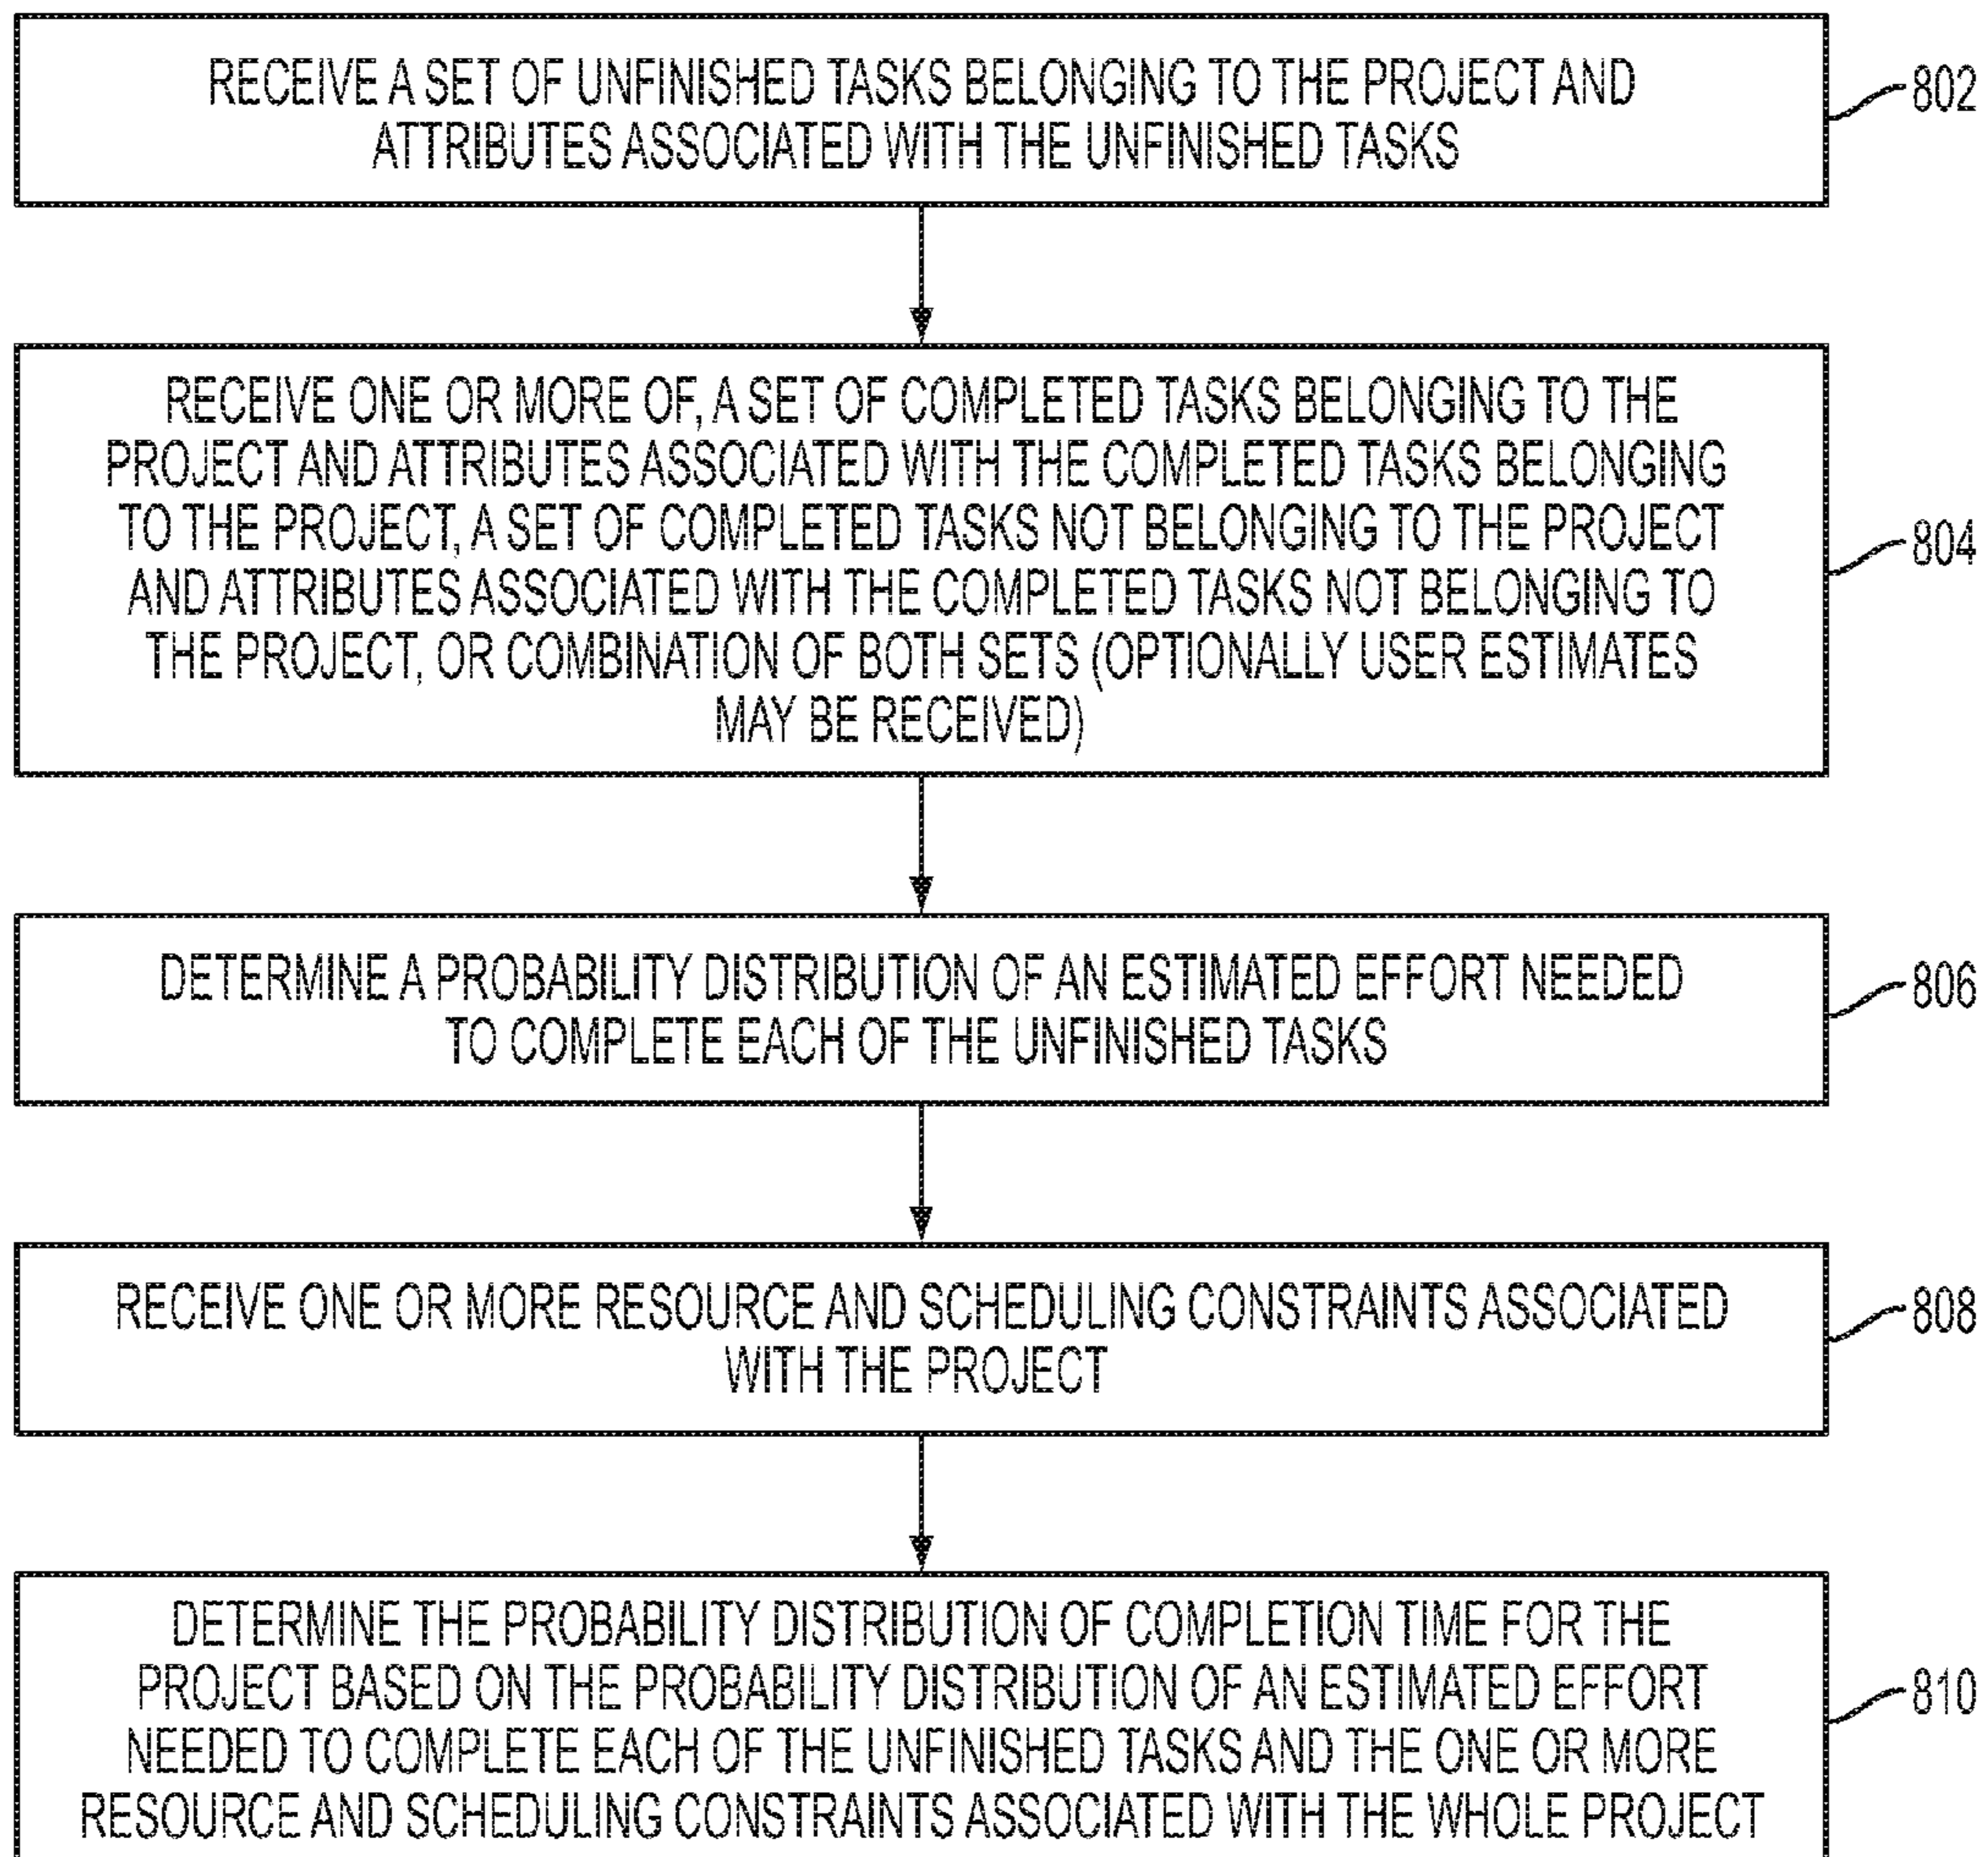 RECEIVE A SET OF UNFINISHED TASKS BELONGING TO THE PROJECT AND
ATTRIBUTES ASSOCIATED WITH THE UNFINISHED TASKS
802
RECEIVE ONE OR MORE OF, A SET OF COMPLETED TASKS BELONGING TO THE
PROJECT AND ATTRIBUTES ASSOCIATED WITH THE COMPLETED TASKS BELONGING
TO THE PROJECT, A SET OF COMPLETED TASKS NOT BELONGING TO THE PROJECT
AND ATTRIBUTES ASSOCIATED WITH THE COMPLETED TASKS NOT BELONGING TO
THE PROJECT, OR COMBINATION OF BOTH SETS (OPTIONALLY USER ESTIMATES
MAY BE RECEIVED)
804
DETERMINE A PROBABILITY DISTRIBUTION OF AN ESTIMATED EFFORT NEEDED
TO COMPLETE EACH OF THE UNFINISHED TASKS
806
RECEIVE ONE OR MORE RESOURCE AND SCHEDULING CONSTRAINTS ASSOCIATED
WITH THE PROJECT
808
DETERMINE THE PROBABILITY DISTRIBUTION OF COMPLETION TIME FOR THE
PROJECT BASED ON THE PROBABILITY DISTRIBUTION OF AN ESTIMATED EFFORT
NEEDED TO COMPLETE EACH OF THE UNFINISHED TASKS AND THE ONE OR MORE
RESOURCE AND SCHEDULING CONSTRAINTS ASSOCIATED WITH THE WHOLE PROJECT
810